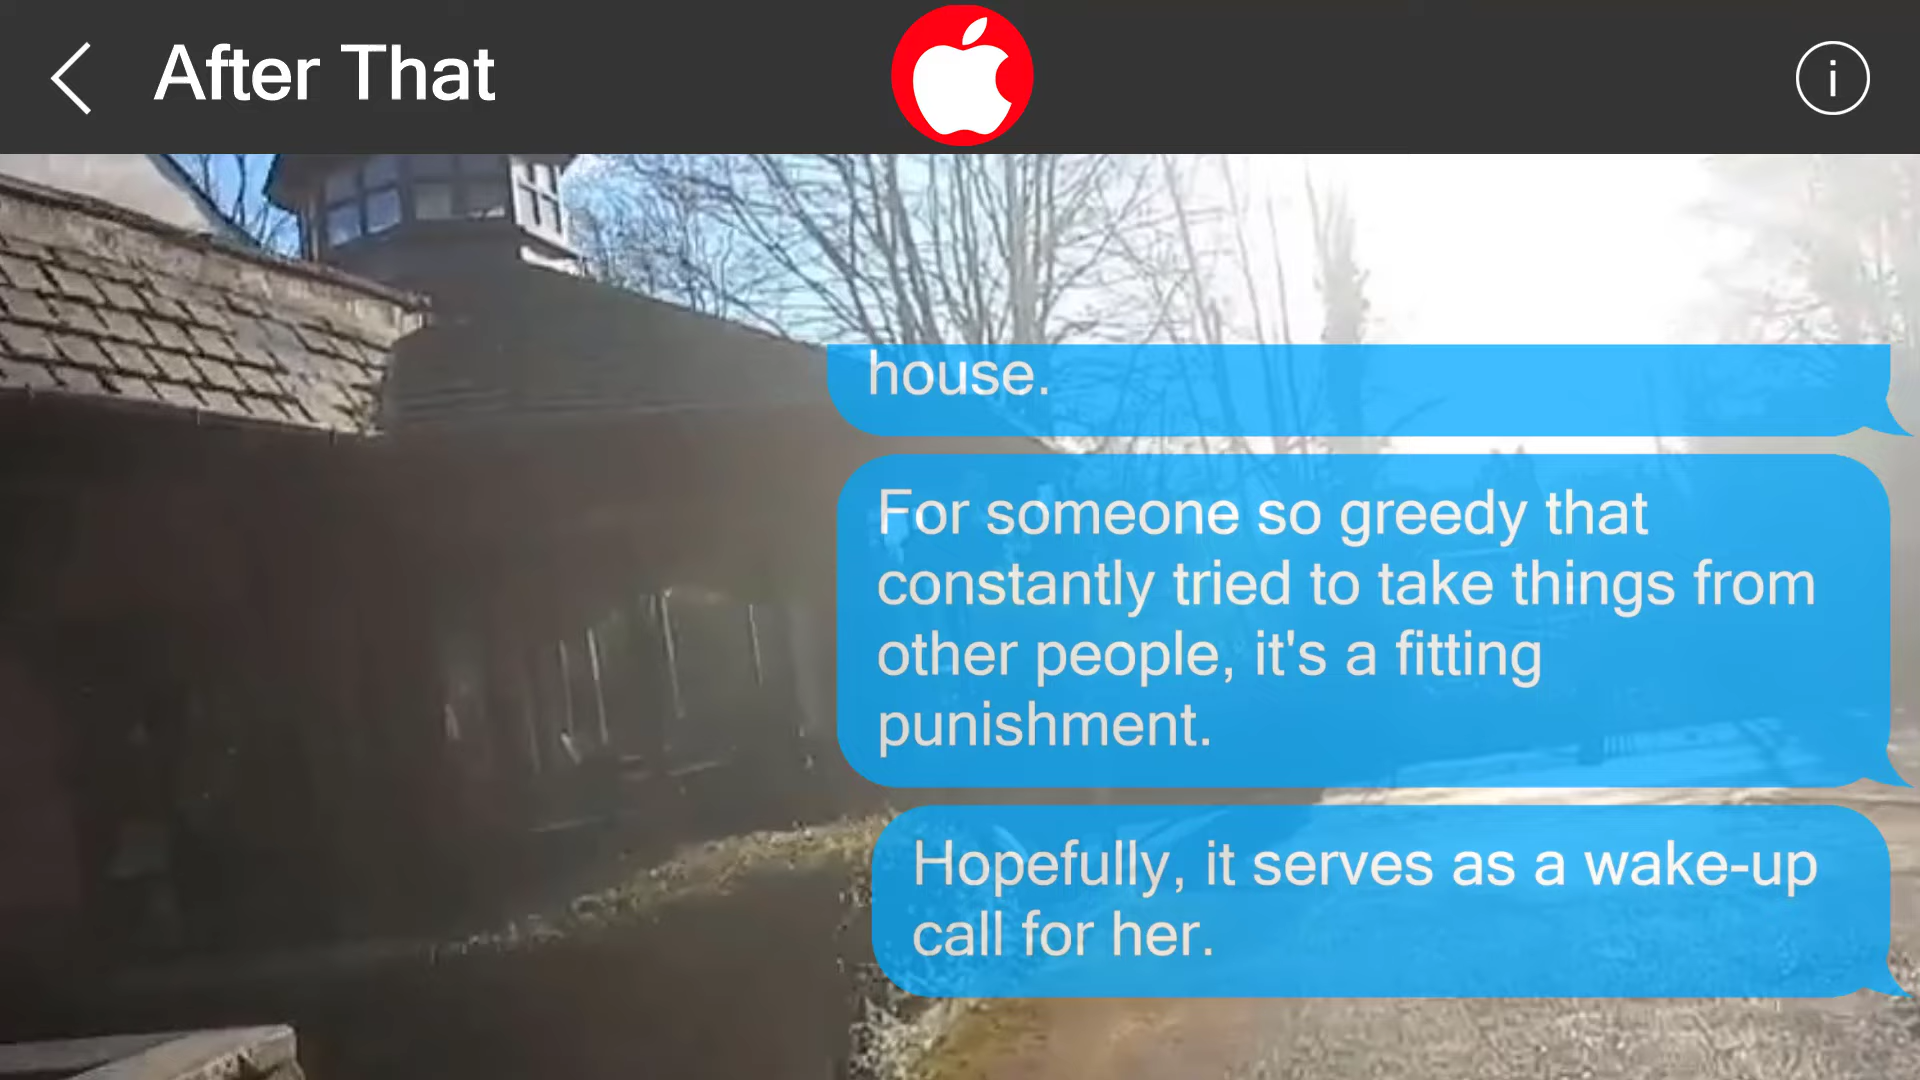 After That
house.
For someone so greedy that
constantly tried to take things from
other people, it's a fitting
punishment.
Hopefully, it serves as a wake-up
call for her.